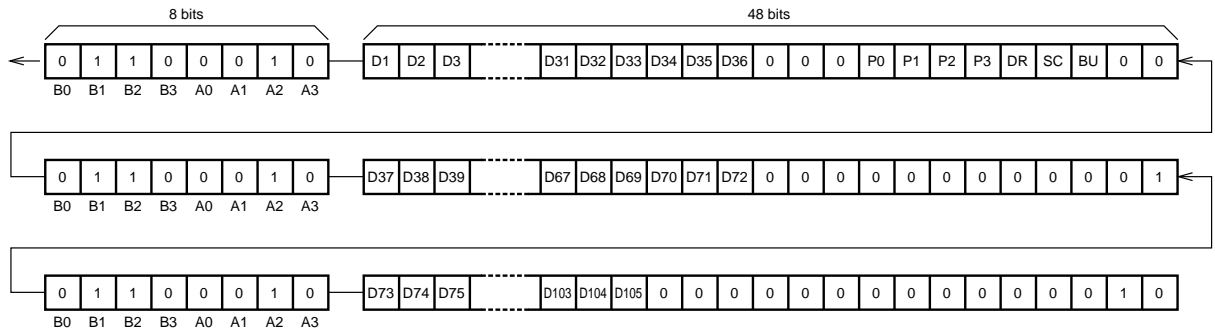 8 bits 48 bits
0 1 1 0 0 0 1 0 D1 D2 D3 D31 D32 D33 D34 D35 D36 0 0 0 P0 P1 P2 P3 DR SC BU 0 0
B0 B1 B2 B3 A0 A1 A2 A3
0 1 1 0 0 0 1 0 D37 D38 D39 D67 D68 D69 D70 D71 D72 0 0 0 0 0 0 0 0 0 0 0 1
B0 B1 B2 B3 A0 A1 A2 A3
0 1 1 0 0 0 1 0 D73 D74 D75 D103 D104 D105 0 0 0 0 0 0 0 0 0 0 0 0 0 1 0
B0 B1 B2 B3 A0 A1 A2 A3